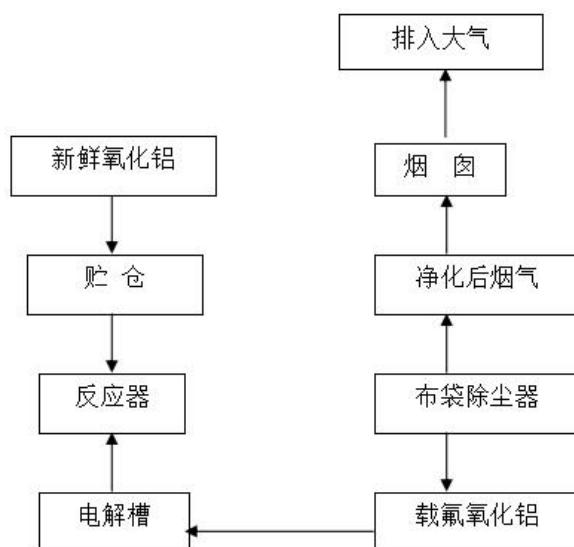 排入大气
新鲜氧化铝
烟 囱
贮 仓
净化后烟气
反应器
布袋除尘器
电解槽
载氟氧化铝